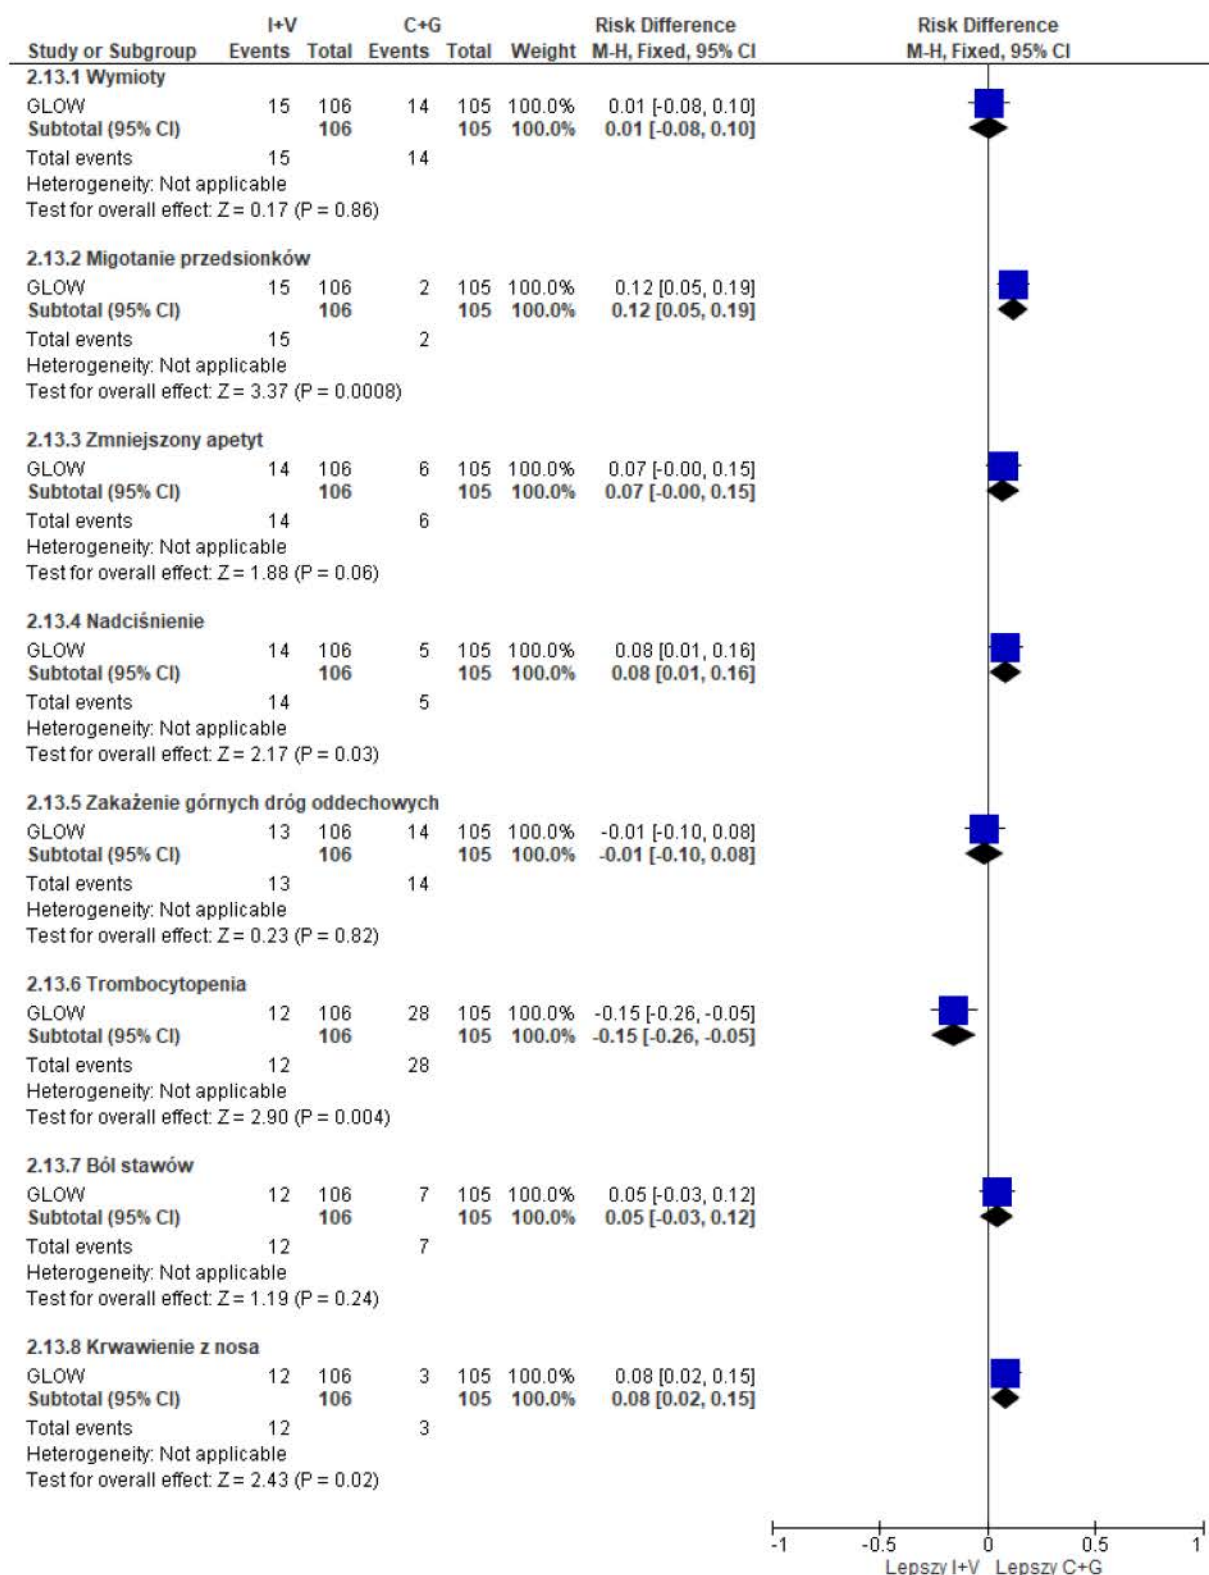 I+V C+G Risk Difference Risk Difference
Study or Subgroup Events Total Events Total Weight M-H, Fixed, 95% CI M-H, Fixed, 95% CI
2.13.1 Wymioty
GLOW 15 106 14 105 100.0% 0.01 [-0.08, 0.10]
Subtotal (95% CI) 106 105 100.0% 0.01 [-0.08, 0.10]
Total events 15 14
Heterogeneity: Not applicable
Test for overall effect: Z = 0.17 (P = 0.86)
2.13.2 Migotanie przedsionków
GLOW 15 106 2 105 100.0% 0.12 [0.05, 0.19]
Subtotal (95% CI) 106 105 100.0% 0.12 [0.05, 0.19]
Total events 15 2
Heterogeneity: Not applicable
Test for overall effect: Z = 3.37 (P = 0.0008)
2.13.3 Zmniejszony apetyt
GLOW 14 106 6 105 100.0% 0.07 [-0.00, 0.15]
Subtotal (95% CI) 106 105 100.0% 0.07 [-0.00, 0.15]
Total events 14 6
Heterogeneity: Not applicable
Test for overall effect: Z = 1.88 (P = 0.06)
2.13.4 Nadciśnienie
GLOW 14 106 5 105 100.0% 0.08 [0.01, 0.16]
Subtotal (95% CI) 106 105 100.0% 0.08 [0.01, 0.16]
Total events 14 5
Heterogeneity: Not applicable
Test for overall effect: Z = 2.17 (P = 0.03)
2.13.5 Zakażenie górnych dróg oddechowych
GLOW 13 106 14 105 100.0% -0.01 [-0.10, 0.08]
Subtotal (95% CI) 106 105 100.0% -0.01 [-0.10, 0.08]
Total events 13 14
Heterogeneity: Not applicable
Test for overall effect: Z = 0.23 (P = 0.82)
2.13.6 Trombocytopenia
GLOW 12 106 28 105 100.0% -0.15 [-0.26, -0.05]
Subtotal (95% CI) 106 105 100.0% -0.15 [-0.26, -0.05]
Total events 12 28
Heterogeneity: Not applicable
Test for overall effect: Z = 2.90 (P = 0.004)
2.13.7 Ból stawów
GLOW 12 106 7 105 100.0% 0.05 [-0.03, 0.12]
Subtotal (95% CI) 106 105 100.0% 0.05 [-0.03, 0.12]
Total events 12 7
Heterogeneity: Not applicable
Test for overall effect: Z = 1.19 (P = 0.24)
2.13.8 Krwawienie z nosa
GLOW 12 106 3 105 100.0% 0.08 [0.02, 0.15]
Subtotal (95% CI) 106 105 100.0% 0.08 [0.02, 0.15]
Total events 12 3
Heterogeneity: Not applicable
Test for overall effect: Z = 2.43 (P = 0.02)
-1 -0.5 0 0.5 1
Lepszy I+V Lepszy C+G